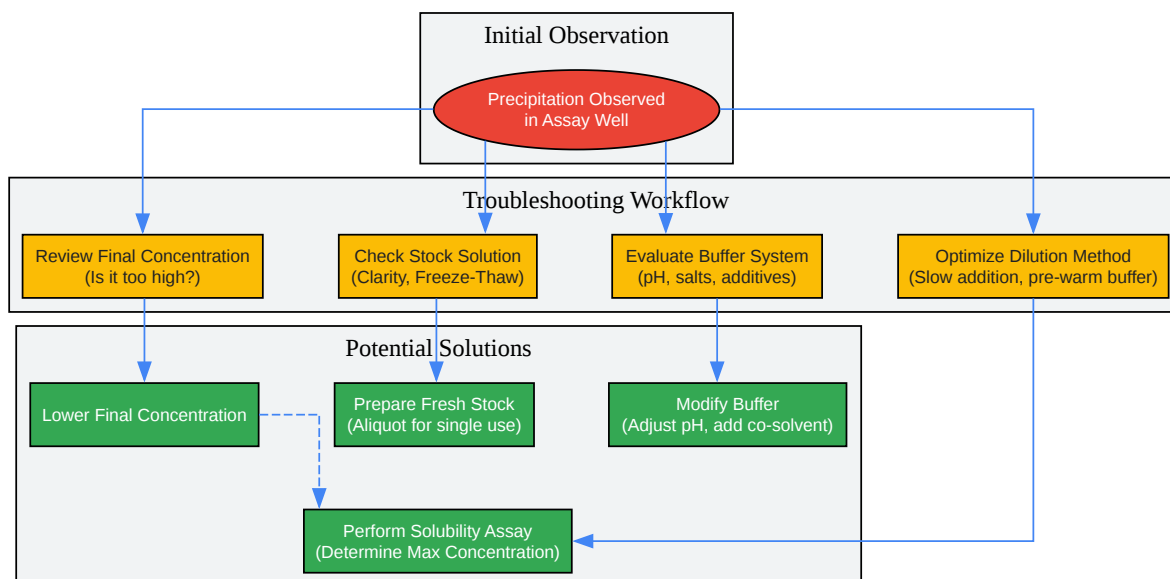 Initial Observation
Precipitation Observed
in Assay Well
Troubleshooting Workflow
Review Final Concentration
(Is it too high?)
Check Stock Solution
(Clarity, Freeze-Thaw)
Evaluate Buffer System
(pH, salts, additives)
Optimize Dilution Method
(Slow addition, pre-warm buffer)
Potential Solutions
Lower Final Concentration
Prepare Fresh Stock
(Aliquot for single use)
Modify Buffer
(Adjust pH, add co-solvent)
Perform Solubility Assay
(Determine Max Concentration)